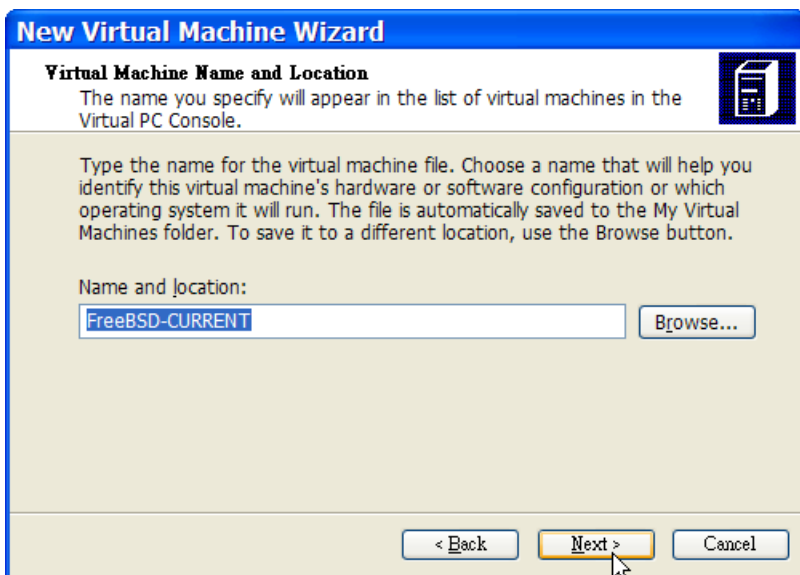 New Virtual Machine Wizard
Virtual Machine Name and Location
The name you specify will appear in the list of virtual machines in the
Virtual PC Console.
Type the name for the virtual machine file. Choose a name that will help you
identify this virtual machine's hardware or software configuration or which
operating system it will run. The file is automatically saved to the My Virtual
Machines folder. To save it to a different location, use the Browse button.
Name and location:
FreeBSD-CURRENT
Browse...
< Back
Next >
Cancel